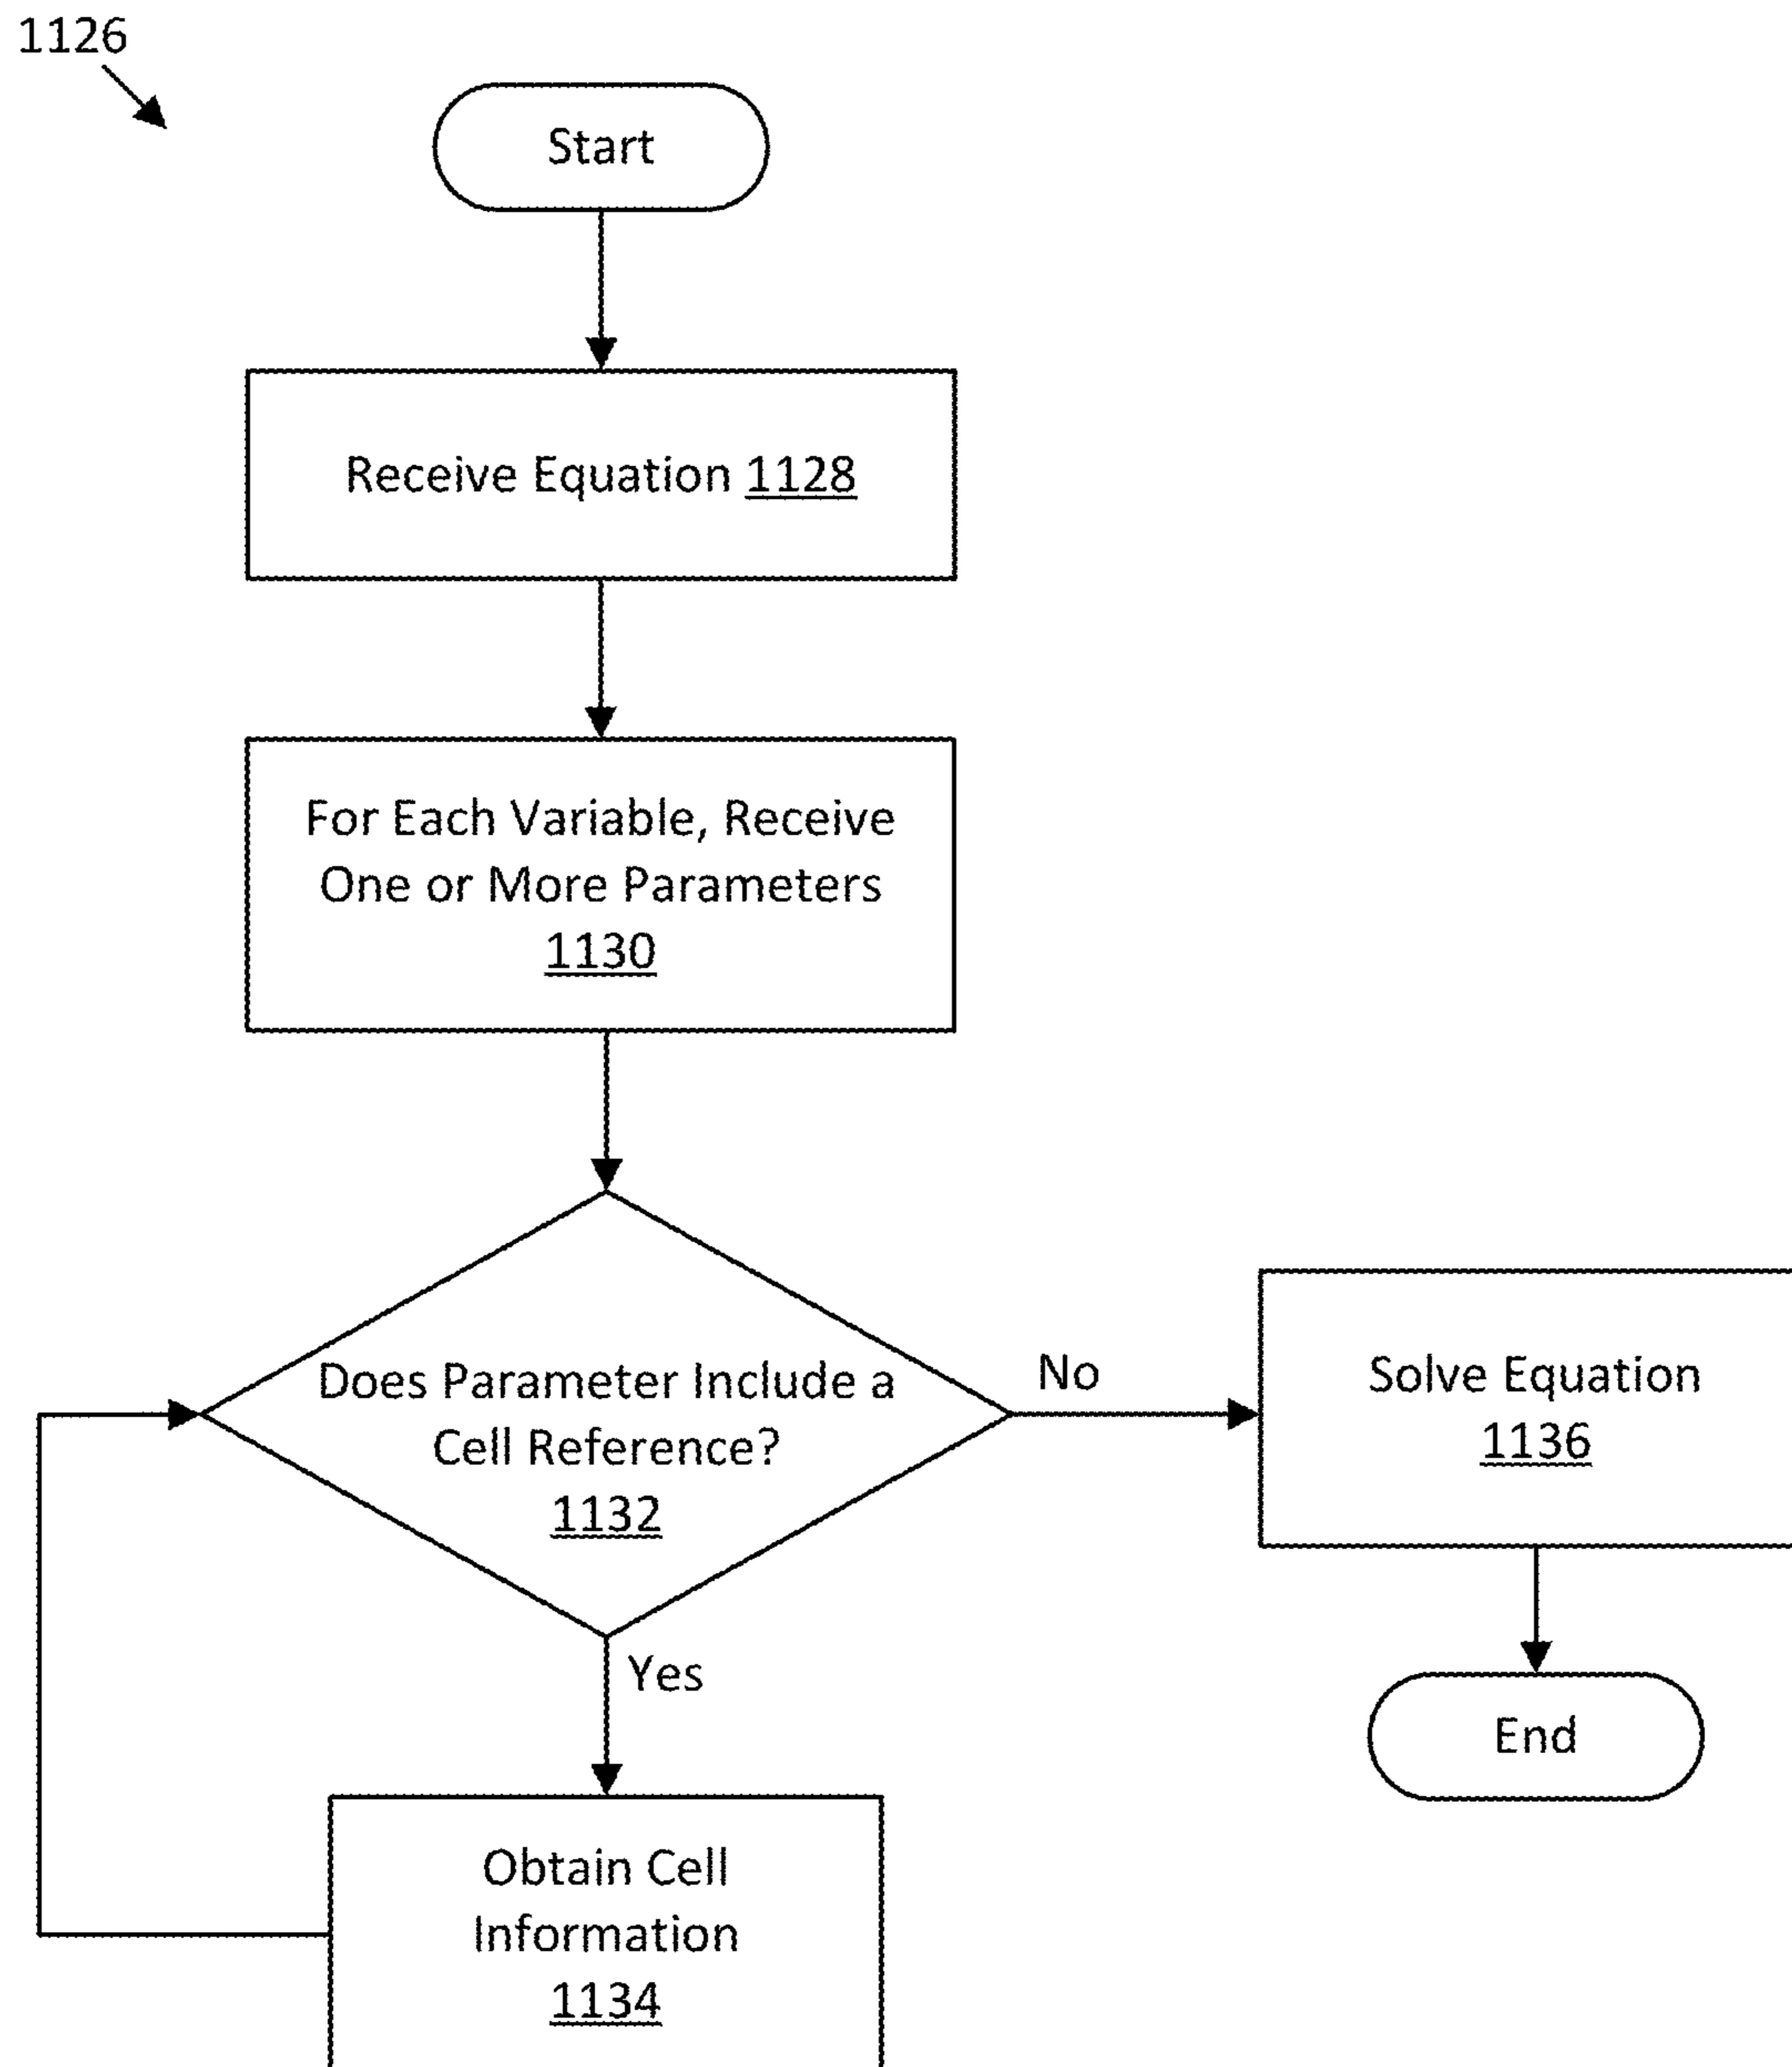 1126
Start
Receive Equation 1128
For Each Variable, Receive
One or More Parameters
1130
Does Parameter Include a
Cell Reference?
1132
No
Solve Equation
1136
Yes
End
Obtain Cell
Information
1134